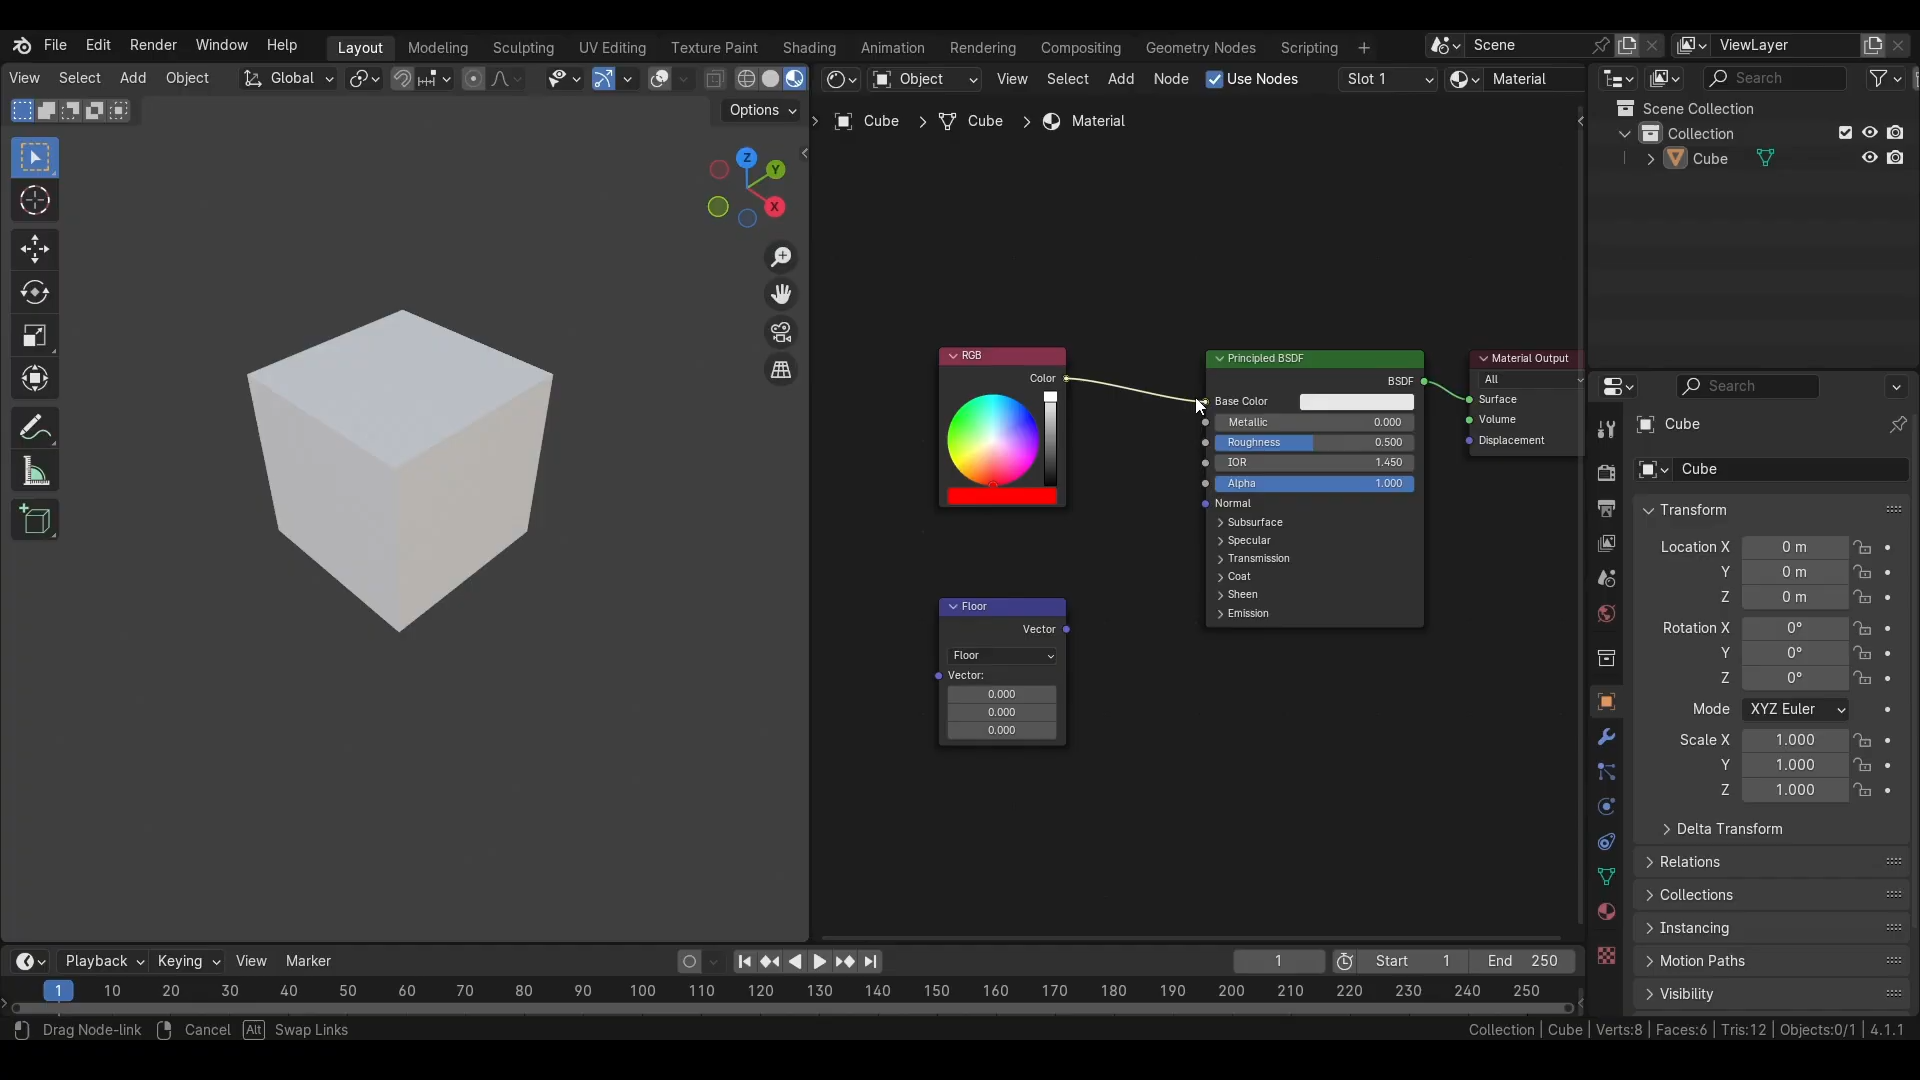 File Edit Render Window Help Layout Modeling Sculpting UV Editing Texture Paint Shading Animation Rendering Compositing Geometry Nodes Scripting + Scene ViewLayer
View Select Add Object Global Object View Select Add Node Use Nodes Slot 1 Material Search
Options
Cube > Cube > Material
Scene Collection
Collection
Cube
Z
Y
X
RGB
Color
Principled BSDF
BSDF
Base Color
Metallic 0.000
Roughness 0.500
IOR 1.450
Alpha 1.000
Normal
Subsurface
Specular
Transmission
Coat
Sheen
Emission
Material Output
All
Surface
Volume
Displacement
Floor
Vector
Floor
Vector:
0.000
0.000
0.000
Search
Cube
Cube
Transform
Location X 0 m
Y 0 m
Z 0 m
Rotation X 0°
Y 0°
Z 0°
Mode XYZ Euler
Scale X 1.000
Y 1.000
Z 1.000
Delta Transform
Relations
Collections
Instancing
Motion Paths
Visibility
Playback Keying View Marker 1 Start 1 End 250
1 10 20 30 40 50 60 70 80 90 100 110 120 130 140 150 160 170 180 190 200 210 220 230 240 250
Drag Node-link Cancel Alt Swap Links Collection | Cube | Verts:8 | Faces:6 | Tris:12 | Objects:0/1 | 4.1.1